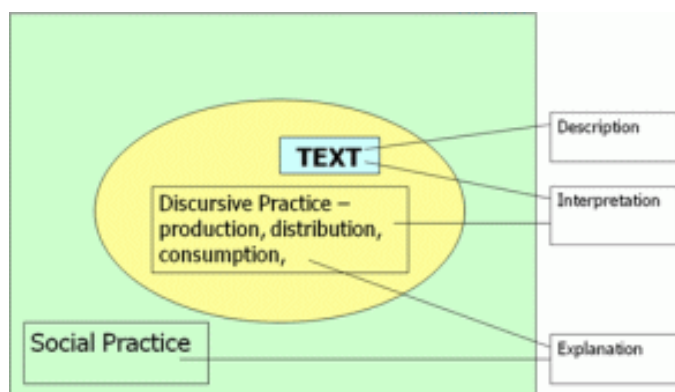 TEXT
Discursive Practice –
production, distribution,
consumption,
Social Practice
Description
Interpretation
Explanation